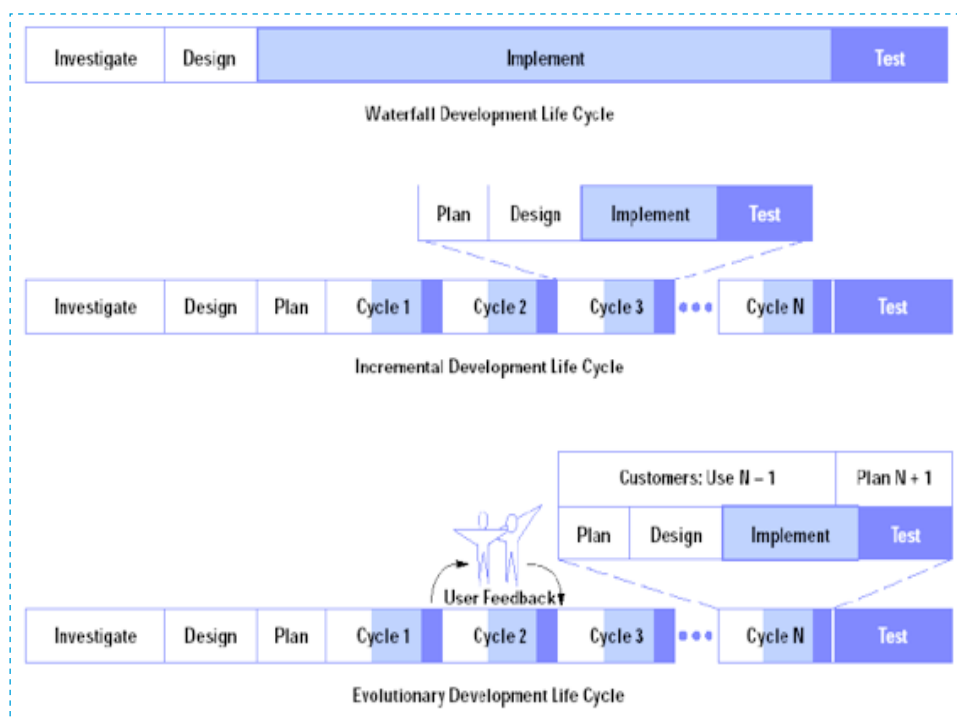 Investigate Design Implement Test
Waterfall Development Life Cycle
Plan Design Implement Test
Investigate Design Plan Cycle 1 Cycle 2 Cycle 3 Cycle N Test
Incremental Development Life Cycle
Customers: Use N – 1 Plan N + 1
Plan Design Implement Test
User Feedback
Investigate Design Plan Cycle 1 Cycle 2 Cycle 3 Cycle N Test
Evolutionary Development Life Cycle